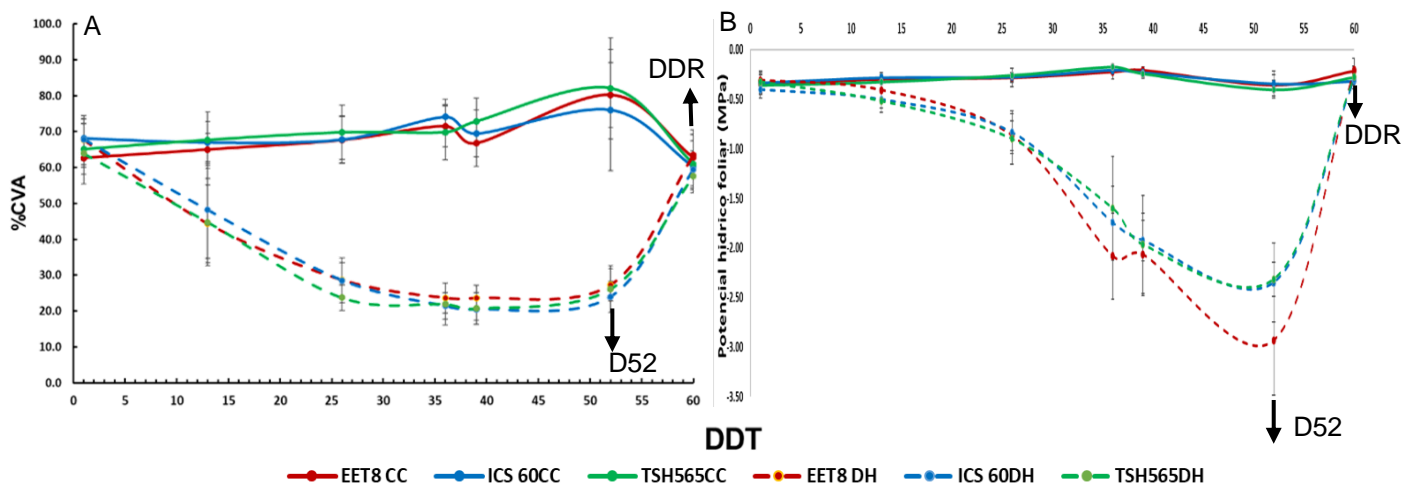 A
100.0
90.0
80.0
70.0
60.0
50.0
40.0
30.0
20.0
10.0
0.0
%CVA
0 5 10 15 20 25 30 35 40 45 50 55 60
DDR
D52
B
0 5 10 15 20 25 30 35 39 45 50 55 60
0.00
-0.50
-1.00
-1.50
-2.00
-2.50
-3.00
-3.50
Potencial hídrico foliar (MPa)
DDR
D52
DDT
EET8 CC ICS 60CC TSH565CC EET8 DH ICS 60DH TSH565DH